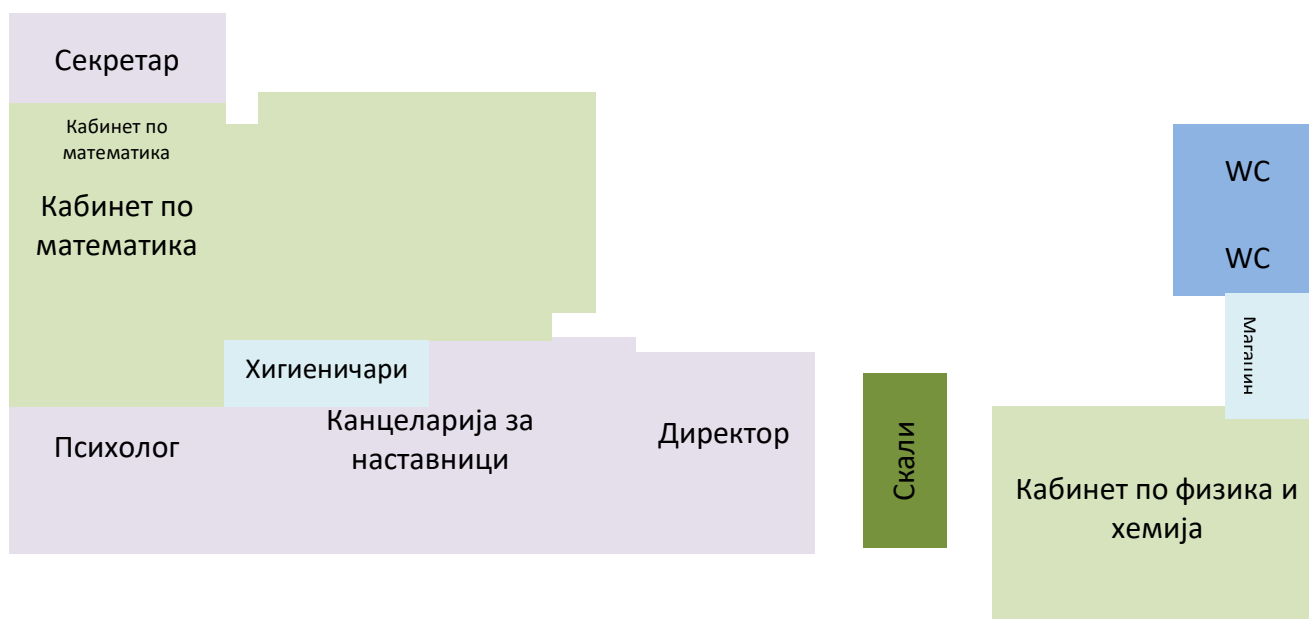 Секретар
Кабинет по
математика
Кабинет по
математика
WC
WC
Хигиеничари
Магацин
Психолог
Канцеларија за
наставници
Директор
Скали
Кабинет по физика и
хемија